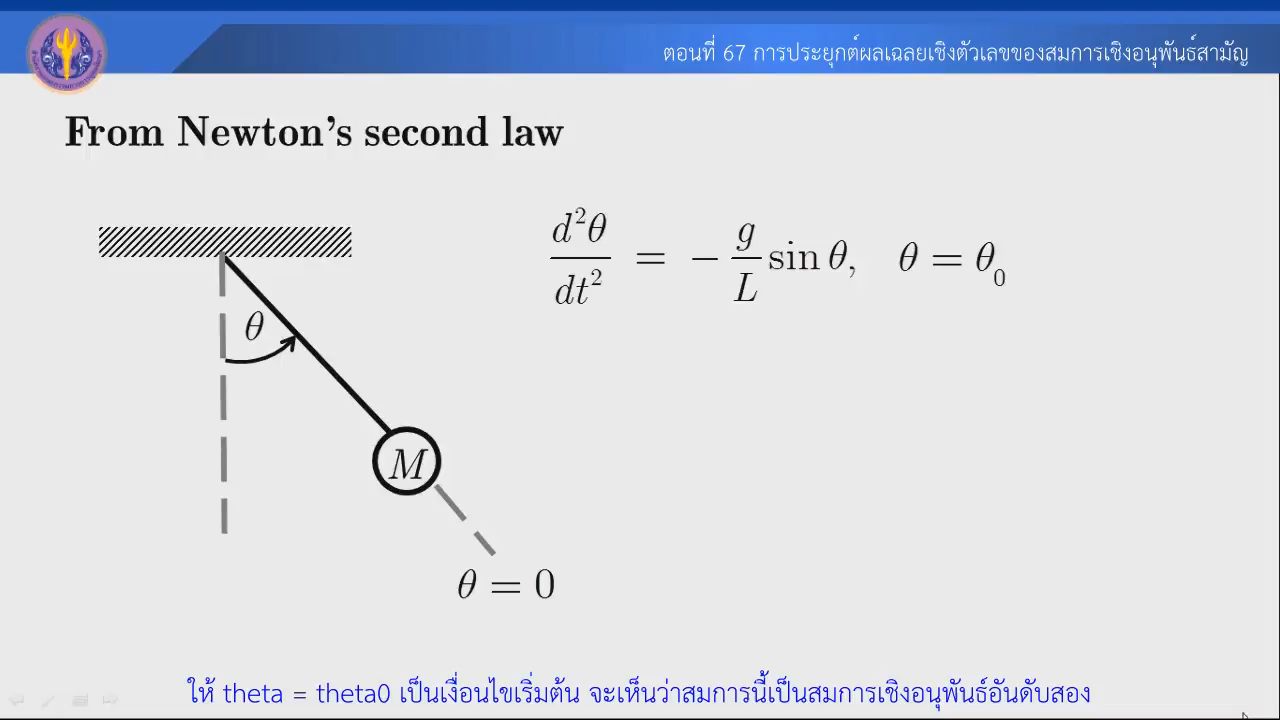 ตอนที่ 67 การประยุกต์ผลเฉลยเชิงตัวเลขของสมการเชิงอนุพันธ์สามัญ
From Newton's second law
d²θ/dt² = − g/L sin θ, θ = θ₀
θ
M
θ = 0
ให้ theta = theta0 เป็นเงื่อนไขเริ่มต้น จะเห็นว่าสมการนี้เป็นสมการเชิงอนุพันธ์อันดับสอง